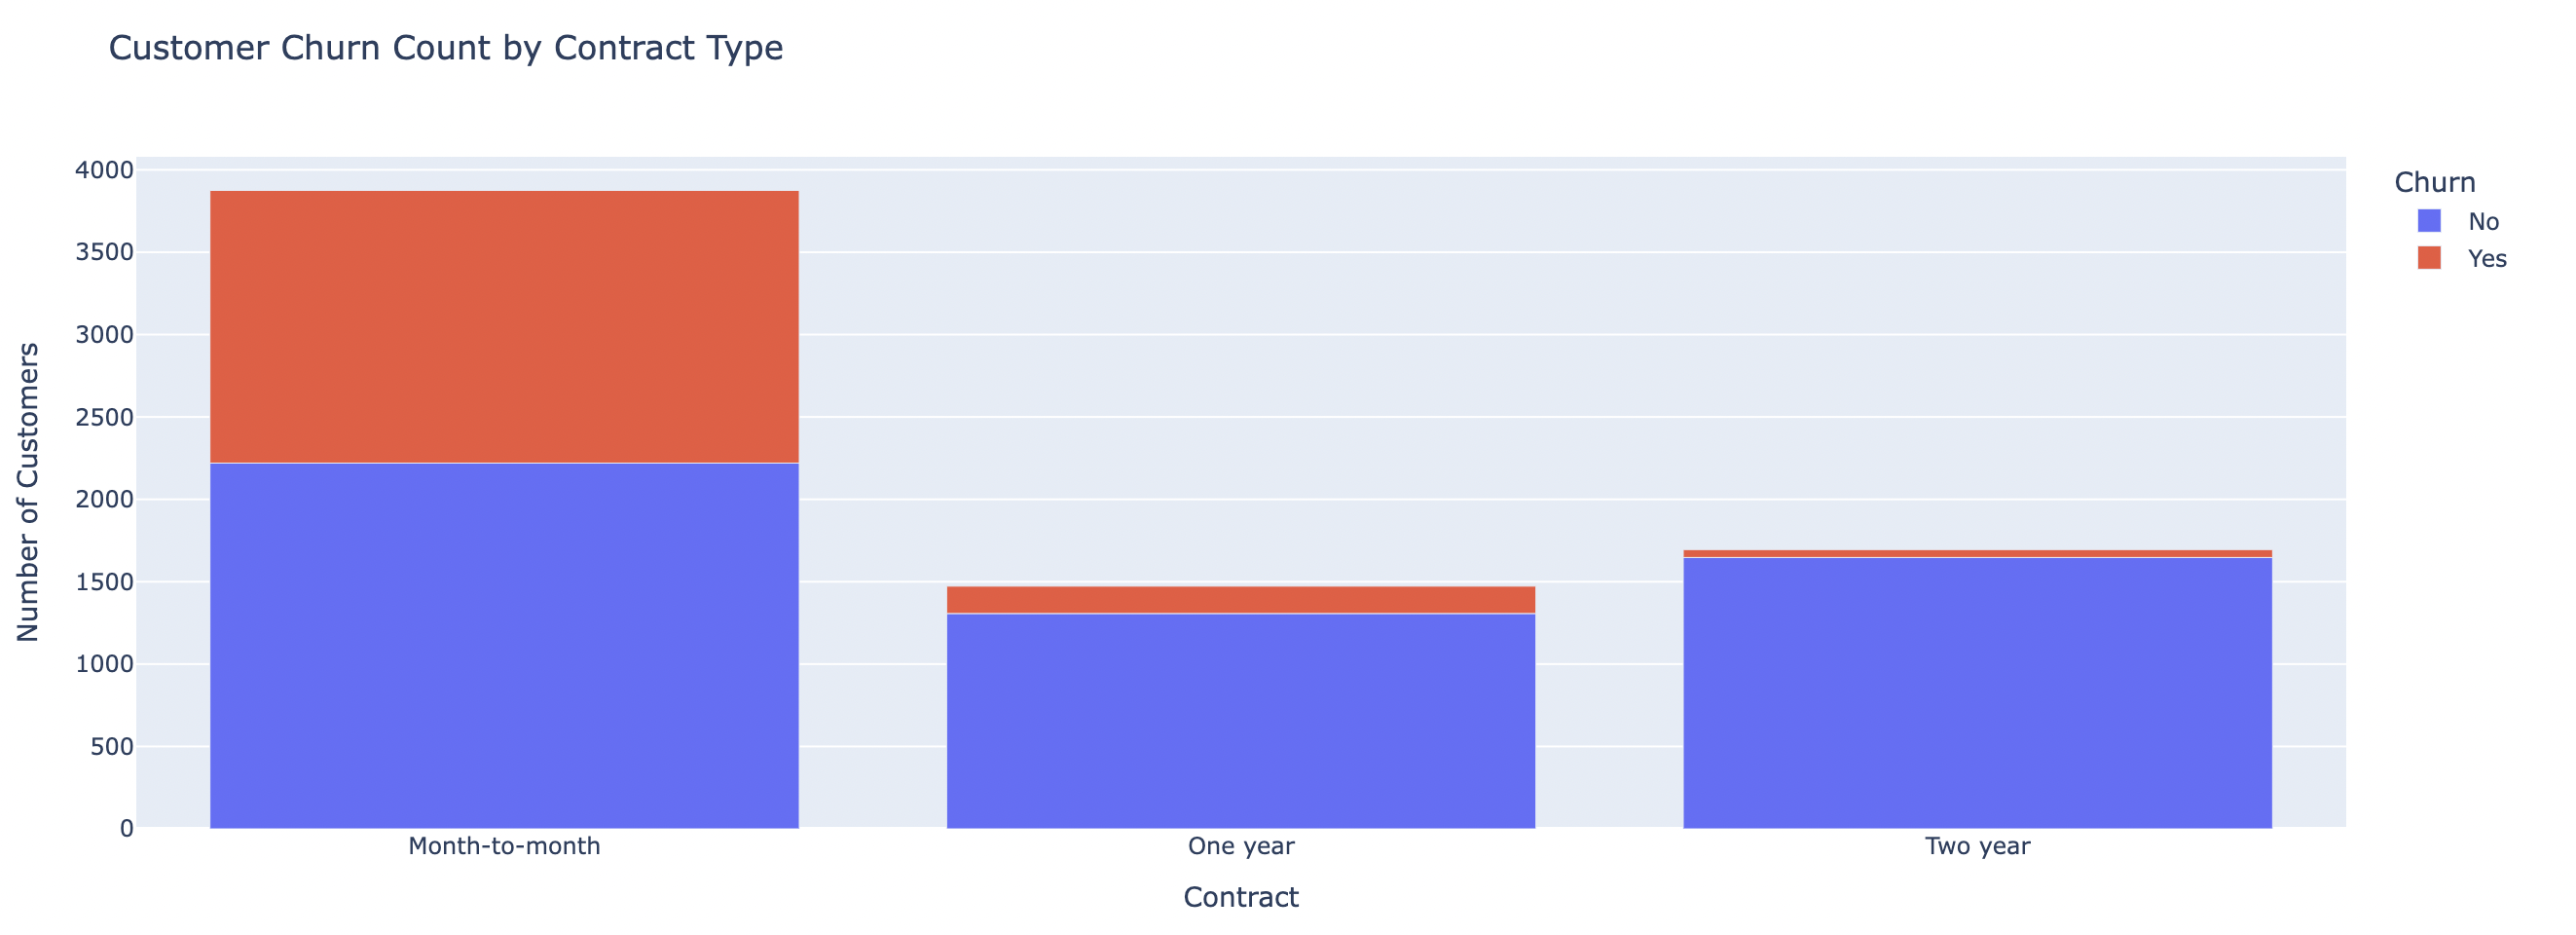 Customer Churn Count by Contract Type
Number of Customers
4000
3500
3000
2500
2000
1500
1000
500
0
Month-to-month
One year
Two year
Contract
Churn
No
Yes